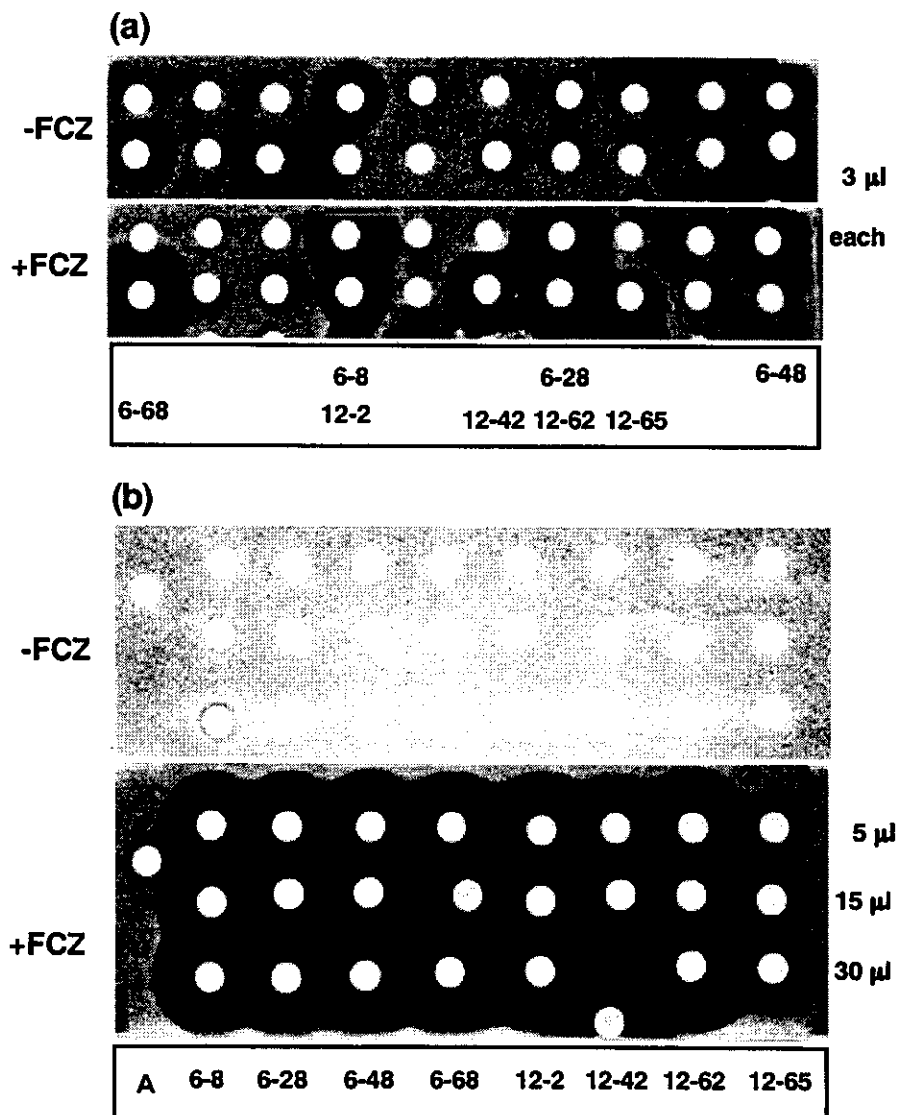 (a)
-FCZ
3 µl
each
+FCZ
6-8 6-28 6-48
6-68 12-2 12-42 12-62 12-65
(b)
-FCZ
5 µl
15 µl
+FCZ
30 µl
A 6-8 6-28 6-48 6-68 12-2 12-42 12-62 12-65